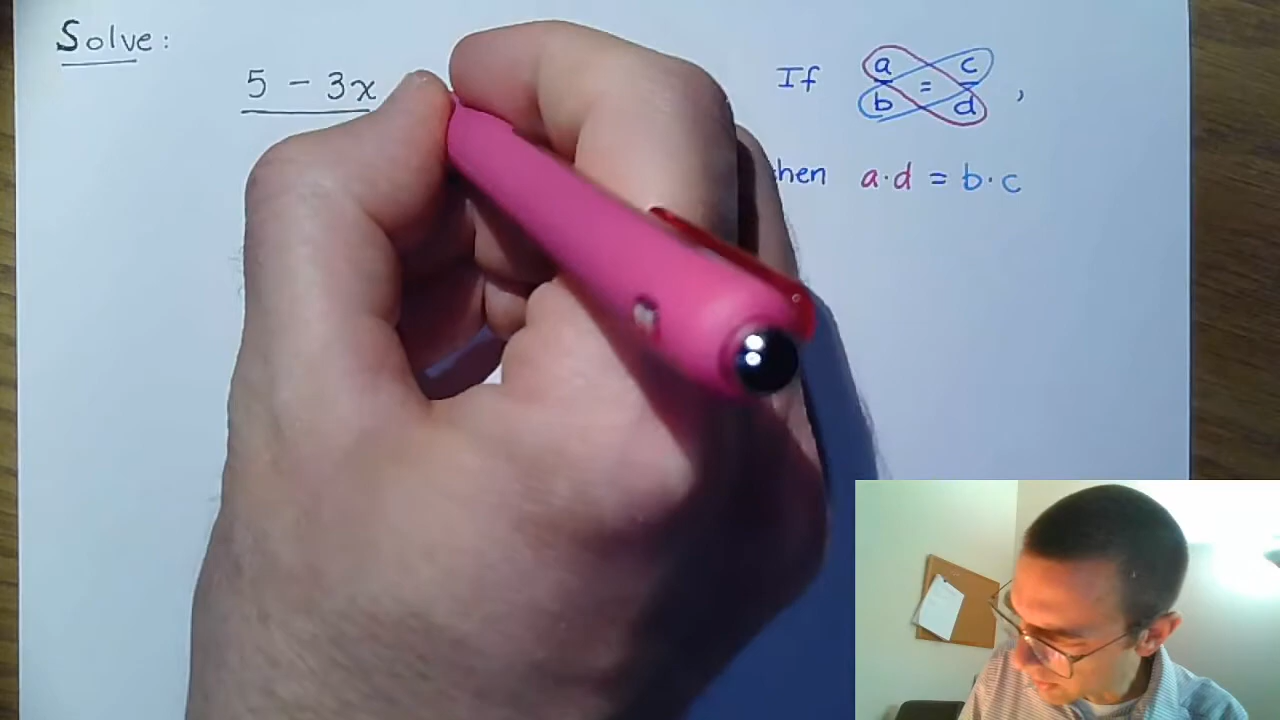 Solve:
5 - 3x
If a/b = c/d ,
hen a·d = b·c